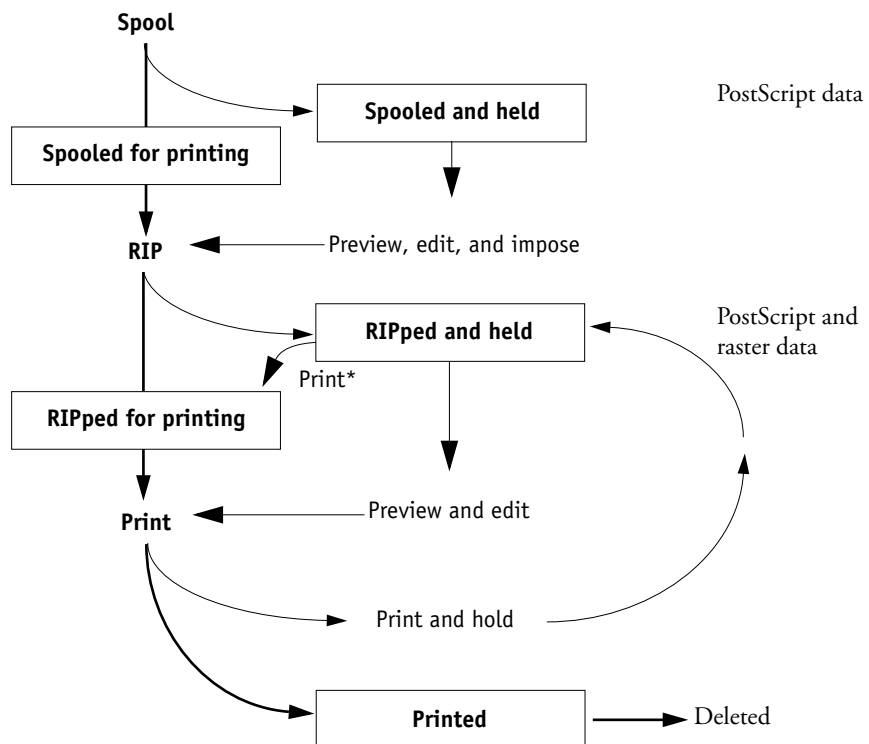 Spool
PostScript data
Spooled and held
Spooled for printing
RIP
Preview, edit, and impose
PostScript and
raster data
RIPped and held
Print*
RIPped for printing
Preview and edit
Print
Print and hold
Printed
Deleted